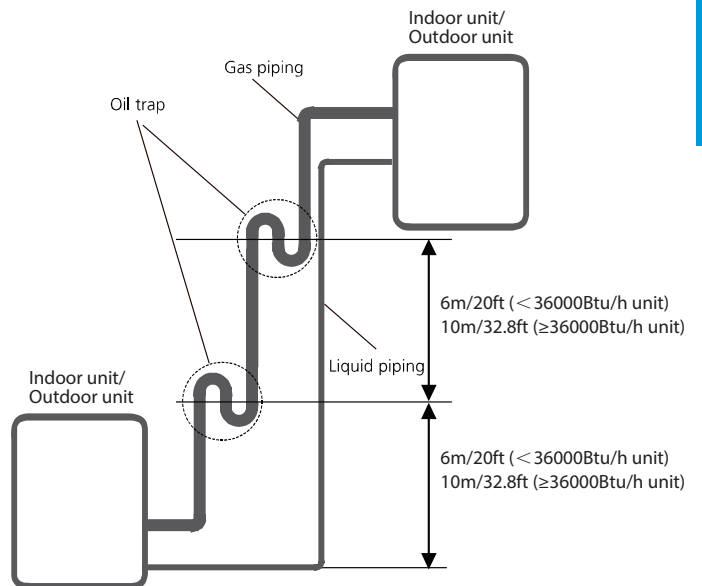 Indoor unit/
Outdoor unit
Gas piping
Oil trap
6m/20ft (<36000Btu/h unit)
10m/32.8ft (≥36000Btu/h unit)
Liquid piping
Indoor unit/
Outdoor unit
6m/20ft (<36000Btu/h unit)
10m/32.8ft (≥36000Btu/h unit)